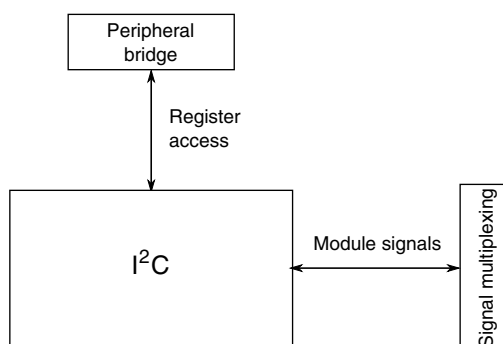 Peripheral
bridge
Register
access
I²C
Module signals
Signal multiplexing